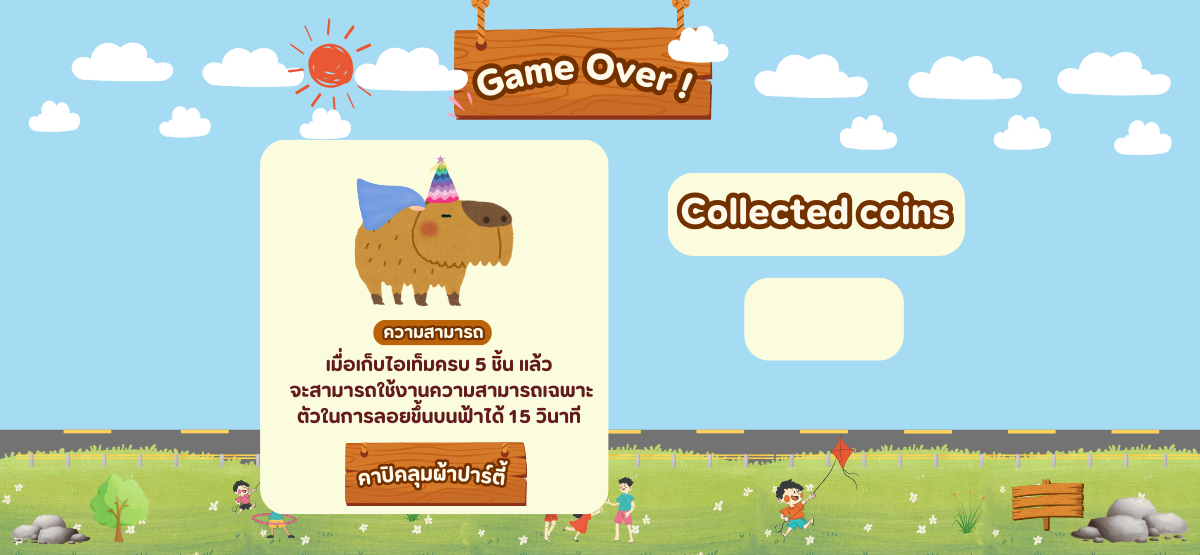 Game Over !
Collected coins
ความสามารถ
เมื่อเก็บไอเท็มครบ 5 ชิ้น แล้ว
จะสามารถใช้งานความสามารถเฉพาะ
ตัวในการลอยขึ้นบนฟ้าได้ 15 วินาที
คาปิคลุมผ้าปาร์ตี้